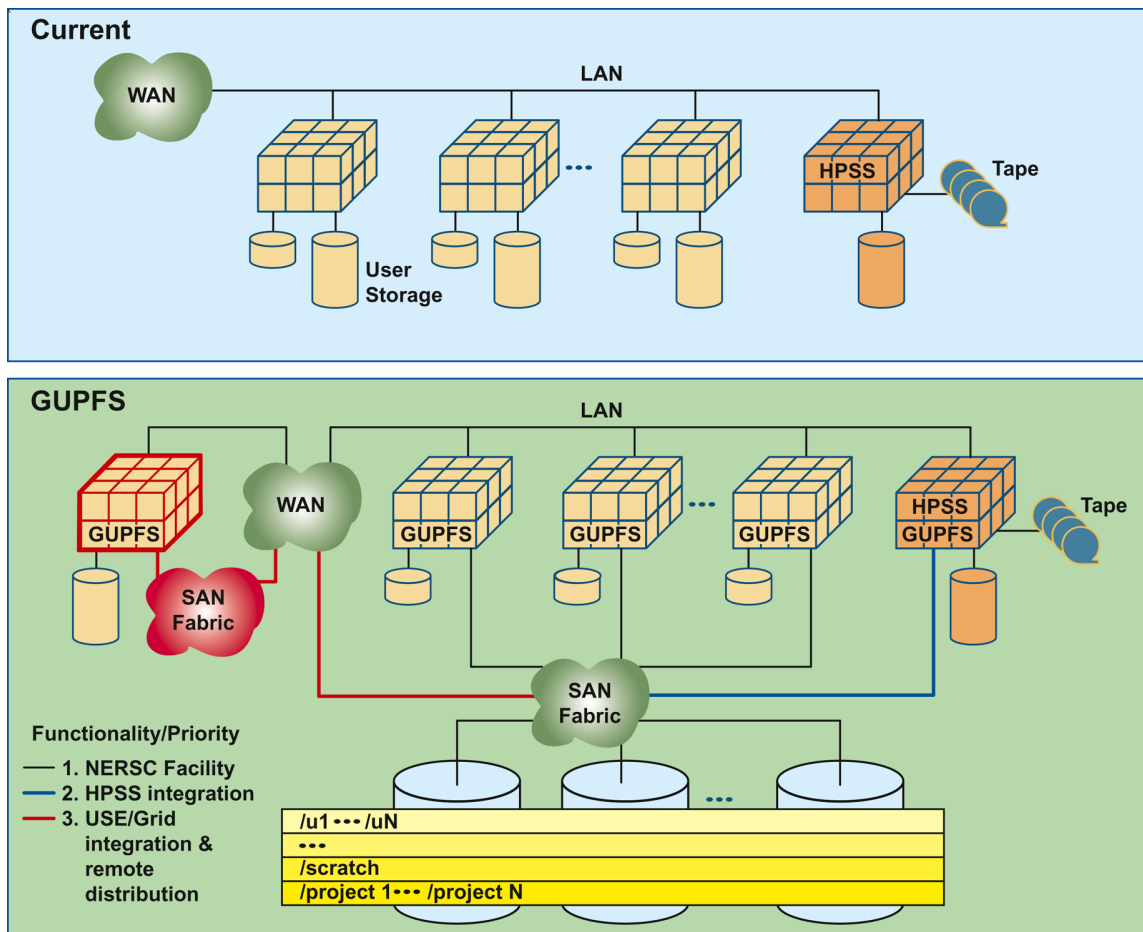 Current
LAN
WAN
HPSS
Tape
•••
User
Storage
GUPFS
LAN
WAN
HPSS
Tape
•••
GUPFS
GUPFS
GUPFS
GUPFS
GUPFS
SAN
Fabric
SAN
Fabric
Functionality/Priority
1. NERSC Facility
2. HPSS integration
3. USE/Grid
integration &
remote
distribution
•••
/u1 ••• /uN
•••
/scratch
/project 1••• /project N